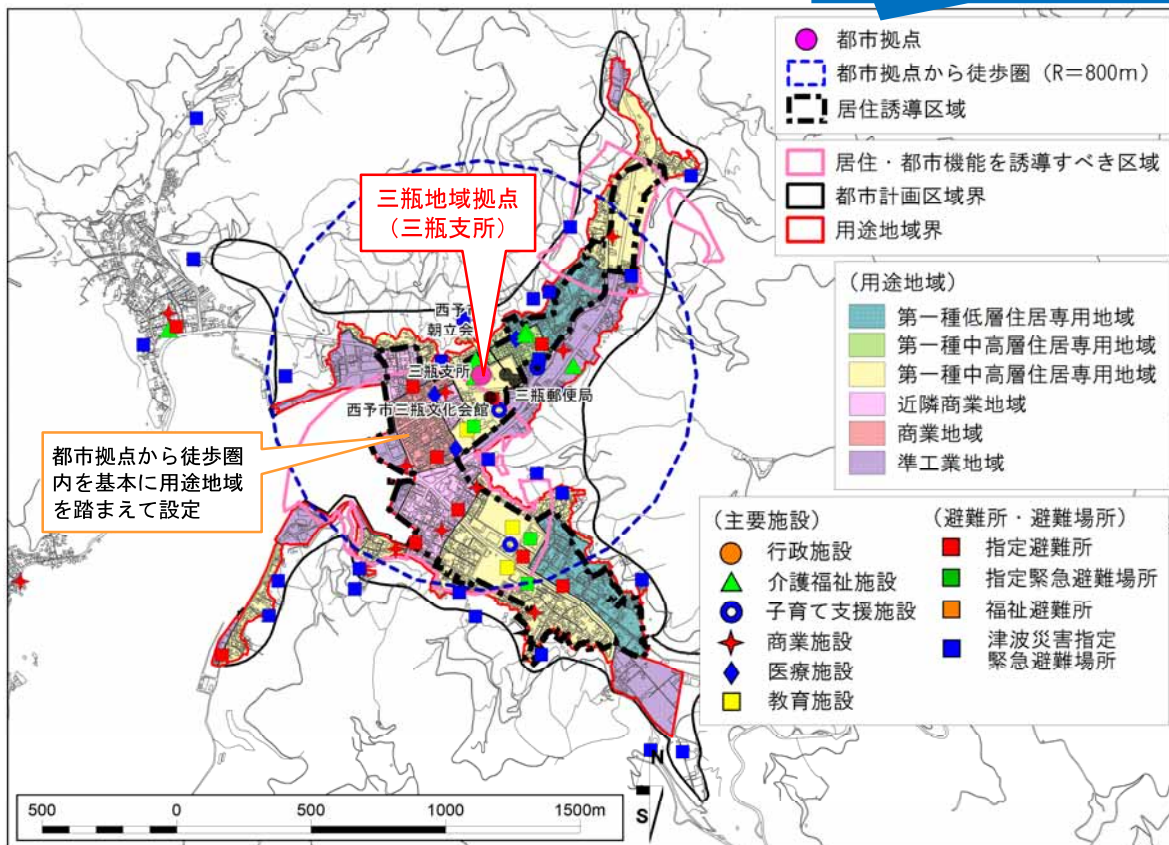 都市拠点
都市拠点から徒歩圏（R＝800m）
居住誘導区域
居住・都市機能を誘導すべき区域
都市計画区域界
用途地域界
三瓶地域拠点
（三瓶支所）
西予市
朝立会
三瓶支所
三瓶郵便局
西予市三瓶文化会館
都市拠点から徒歩圏
内を基本に用途地域
を踏まえて設定
（用途地域）
第一種低層住居専用地域
第一種中高層住居専用地域
第一種中高層住居専用地域
近隣商業地域
商業地域
準工業地域
（主要施設）
行政施設
介護福祉施設
子育て支援施設
商業施設
医療施設
教育施設
（避難所・避難場所）
指定避難所
指定緊急避難場所
福祉避難所
津波災害指定
緊急避難場所
N
S
500 0 500 1000 1500m